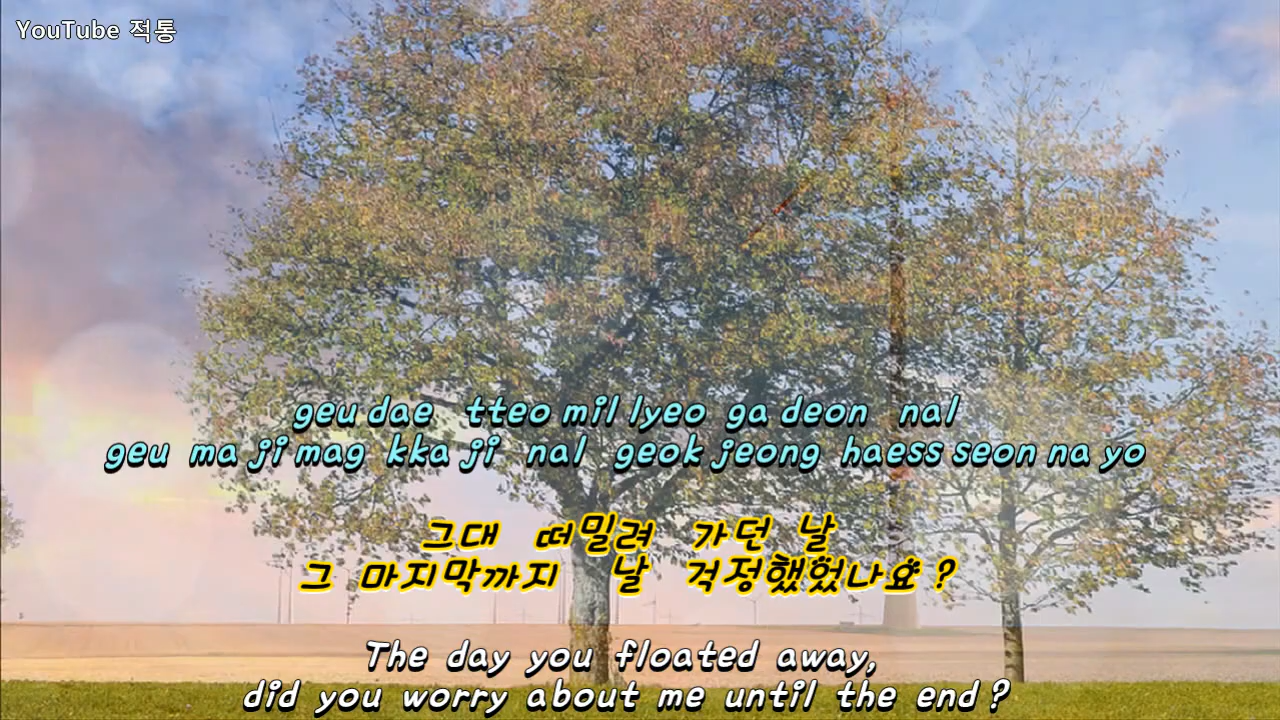 YouTube 적통
geu dae tteo mil lyeo ga deon nal
geu ma ji mag kka ji nal geok jeong haess seon na yo
그대 떠밀려 가던 날
그 마지막까지 날 걱정했었나요?
The day you floated away,
did you worry about me until the end?